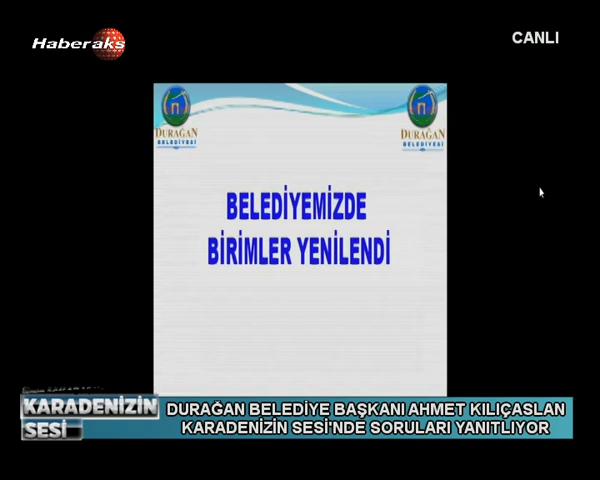 Haberaks
CANLI
DURAĞAN
BELEDİYESİ
DURAĞAN
BELEDİYESİ
BELEDİYEMİZDE
BİRİMLER YENİLENDİ
KARADENİZİN
SESİ
DURAĞAN BELEDİYE BAŞKANI AHMET KILIÇASLAN
KARADENİZİN SESİ'NDE SORULARI YANITLIYOR